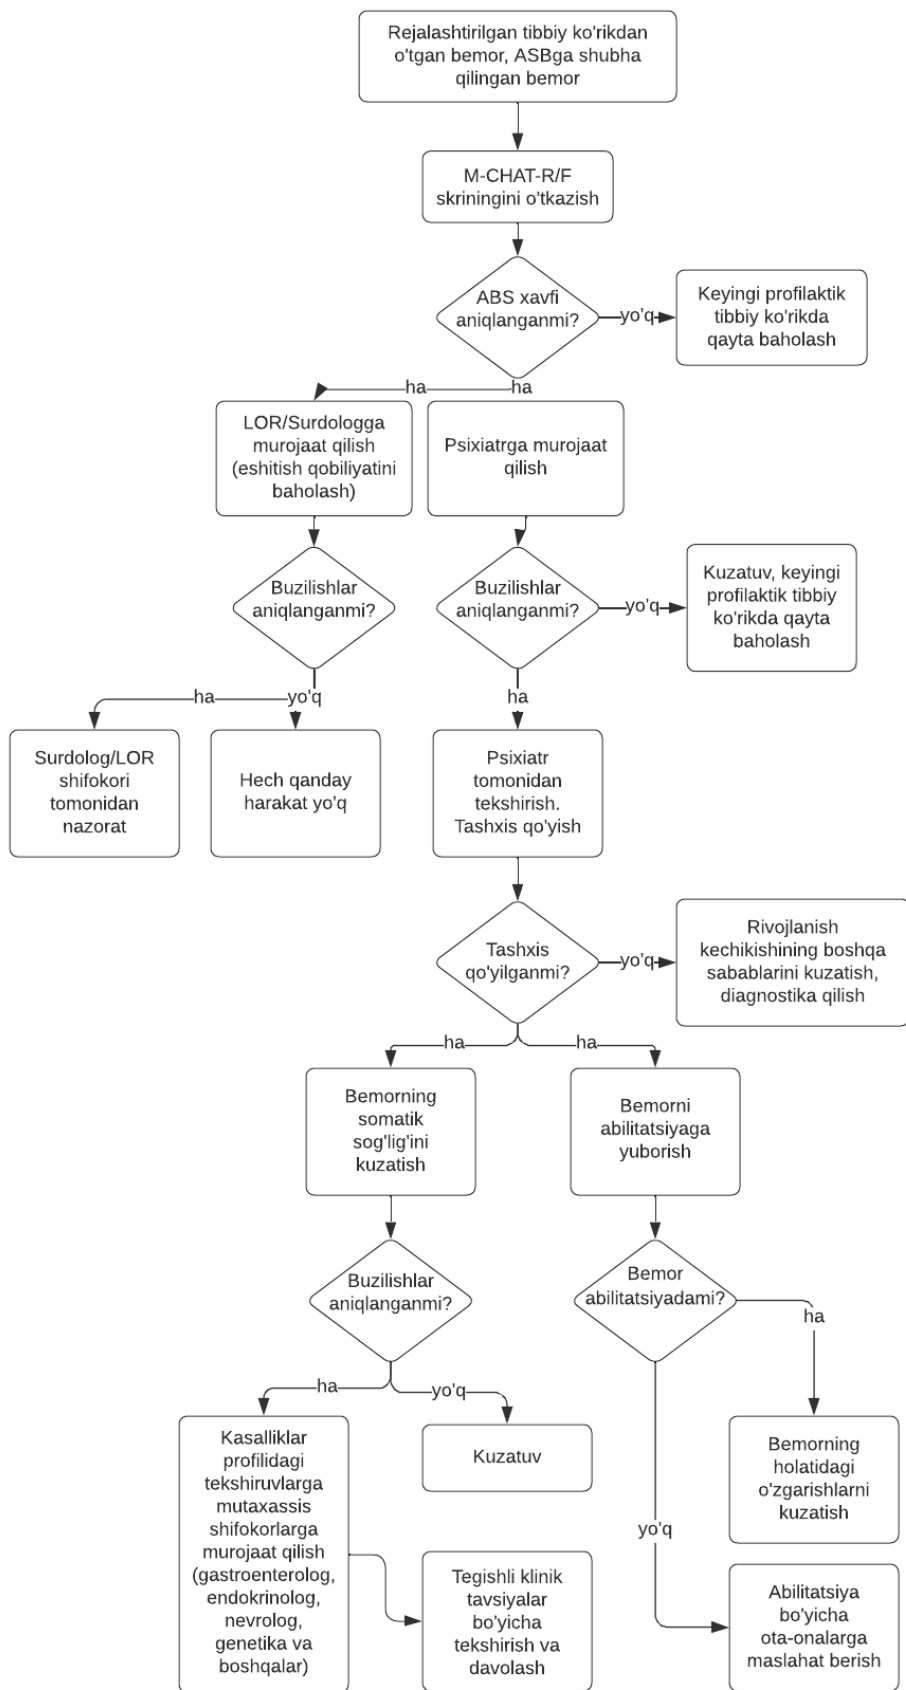 Rejalashtirilgan tibbiy ko'rikdan
o'tgan bemor, ASBga shubha
qilingan bemor
M-CHAT-R/F
skriningini o'tkazish
ABS xavfi
aniqlanganmi?
yo'q
Keyingi profilaktik
tibbiy ko'rikda
qayta baholash
ha
ha
LOR/Surdologga
murojaat qilish
(eshitish qobiliyatini
baholash)
Psixiatrga murojaat
qilish
Buzilishlar
aniqlanganmi?
Buzilishlar
aniqlanganmi?
yo'q
Kuzatuv, keyingi
profilaktik tibbiy
ko'rikda qayta
baholash
ha
yo'q
ha
Surdolog/LOR
shifokori
tomonidan
nazorat
Hech qanday
harakat yo'q
Psixiatr
tomonidan
tekshirish.
Tashxis qo'yish
Tashxis
qo'yilganmi?
yo'q
Rivojlanish
kechikishining boshqa
sabablarini kuzatish,
diagnostika qilish
ha
ha
Bemorning
somatik
sog'lig'ini
kuzatish
Bemorni
abilitatsiyaga
yuborish
Buzilishlar
aniqlanganmi?
Bemor
abilitatsiyadami?
ha
ha
yo'q
Kasalliklar
profilidagi
tekshiruvlarga
mutaxassis
shifokorlarga
murojaat qilish
(gastroenterolog,
endokrinolog,
nevrolog,
genetika va
boshqalar)
Kuzatuv
Bemorning
holatidagi
o'zgarishlarni
kuzatish
yo'q
Tegishli klinik
tavsiyalar
bo'yicha
tekshirish va
davolash
Abilitatsiya
bo'yicha
ota-onalarga
maslahat berish